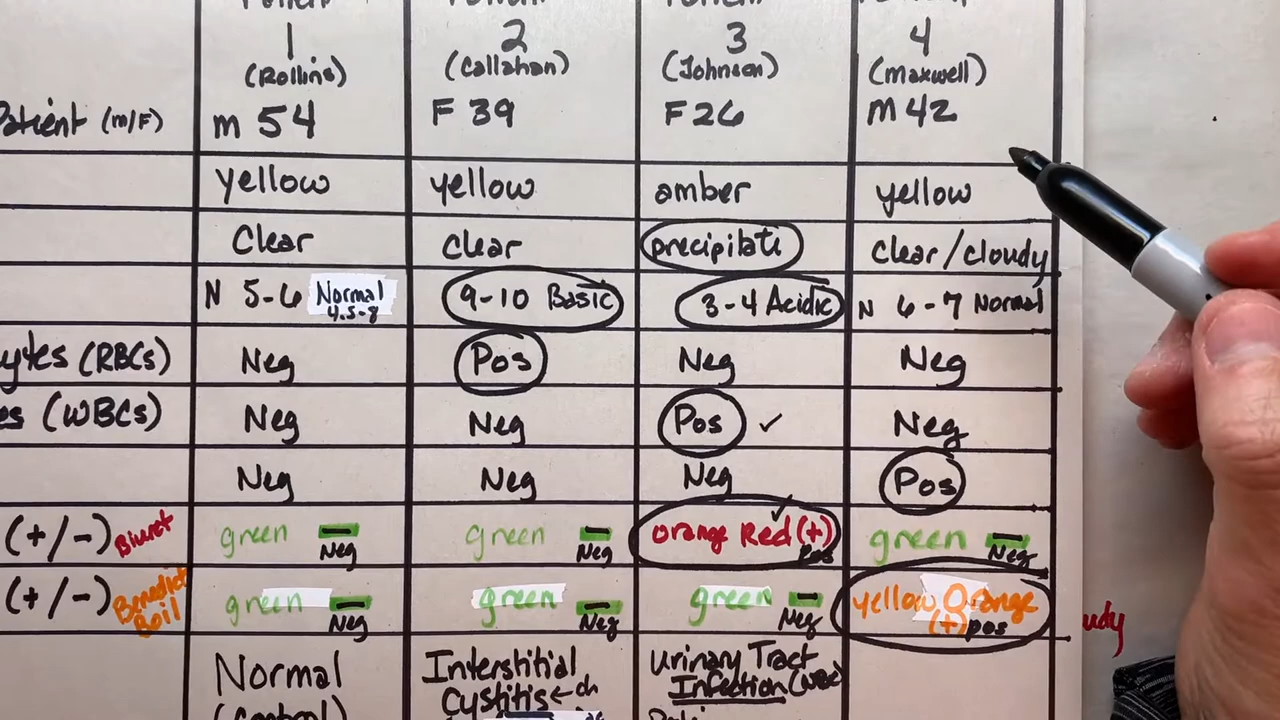 1 2 3 4
(Rollins) (Callahan) (Johnson) (maxwell)
Patient (m/F) m 54 F 39 F 26 m 42
yellow yellow amber yellow
Clear clear precipitate clear/cloudy
N 5-6 Normal 4.5-8 9-10 Basic 3-4 Acidic N 6-7 Normal
ytes (RBCs) Neg Pos Neg Neg
es (WBCs) Neg Neg Pos ✓ Neg
Neg Neg Neg Pos
(+/-) Biuret green Neg green Neg orange Red (+) Pos green Neg
(+/-) Benedict Boil green Neg green Neg green Neg yellow Orange (+) pos
udy
Normal Interstitial Urinary Tract
Cystitis ← Infection (WBC)